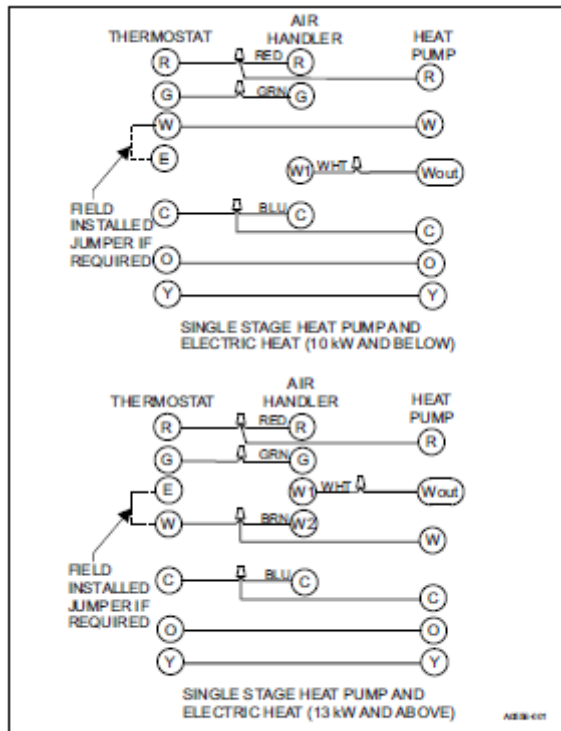 THERMOSTAT
AIR
HANDLER
HEAT
PUMP
R RED R R
G GRN G
W W
E
W1 WHT Wout
FIELD
INSTALLED
JUMPER IF
REQUIRED
C BLU C C
O O
Y Y
SINGLE STAGE HEAT PUMP AND
ELECTRIC HEAT (10 kW AND BELOW)
THERMOSTAT
AIR
HANDLER
HEAT
PUMP
R RED R R
G GRN G
E W1 WHT Wout
W BRN W2 W
FIELD
INSTALLED
JUMPER IF
REQUIRED
C BLU C C
O O
Y Y
SINGLE STAGE HEAT PUMP AND
ELECTRIC HEAT (13 kW AND ABOVE)